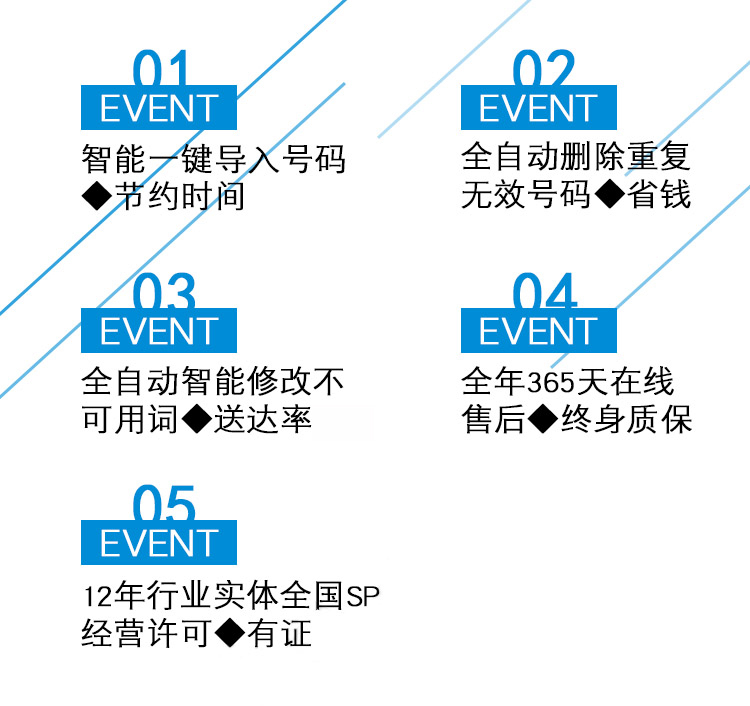 01
EVENT
智能一键导入号码
◆节约时间
02
EVENT
全自动删除重复
无效号码◆省钱
03
EVENT
全自动智能修改不
可用词◆送达率
04
EVENT
全年365天在线
售后◆终身质保
05
EVENT
12年行业实体全国SP
经营许可◆有证